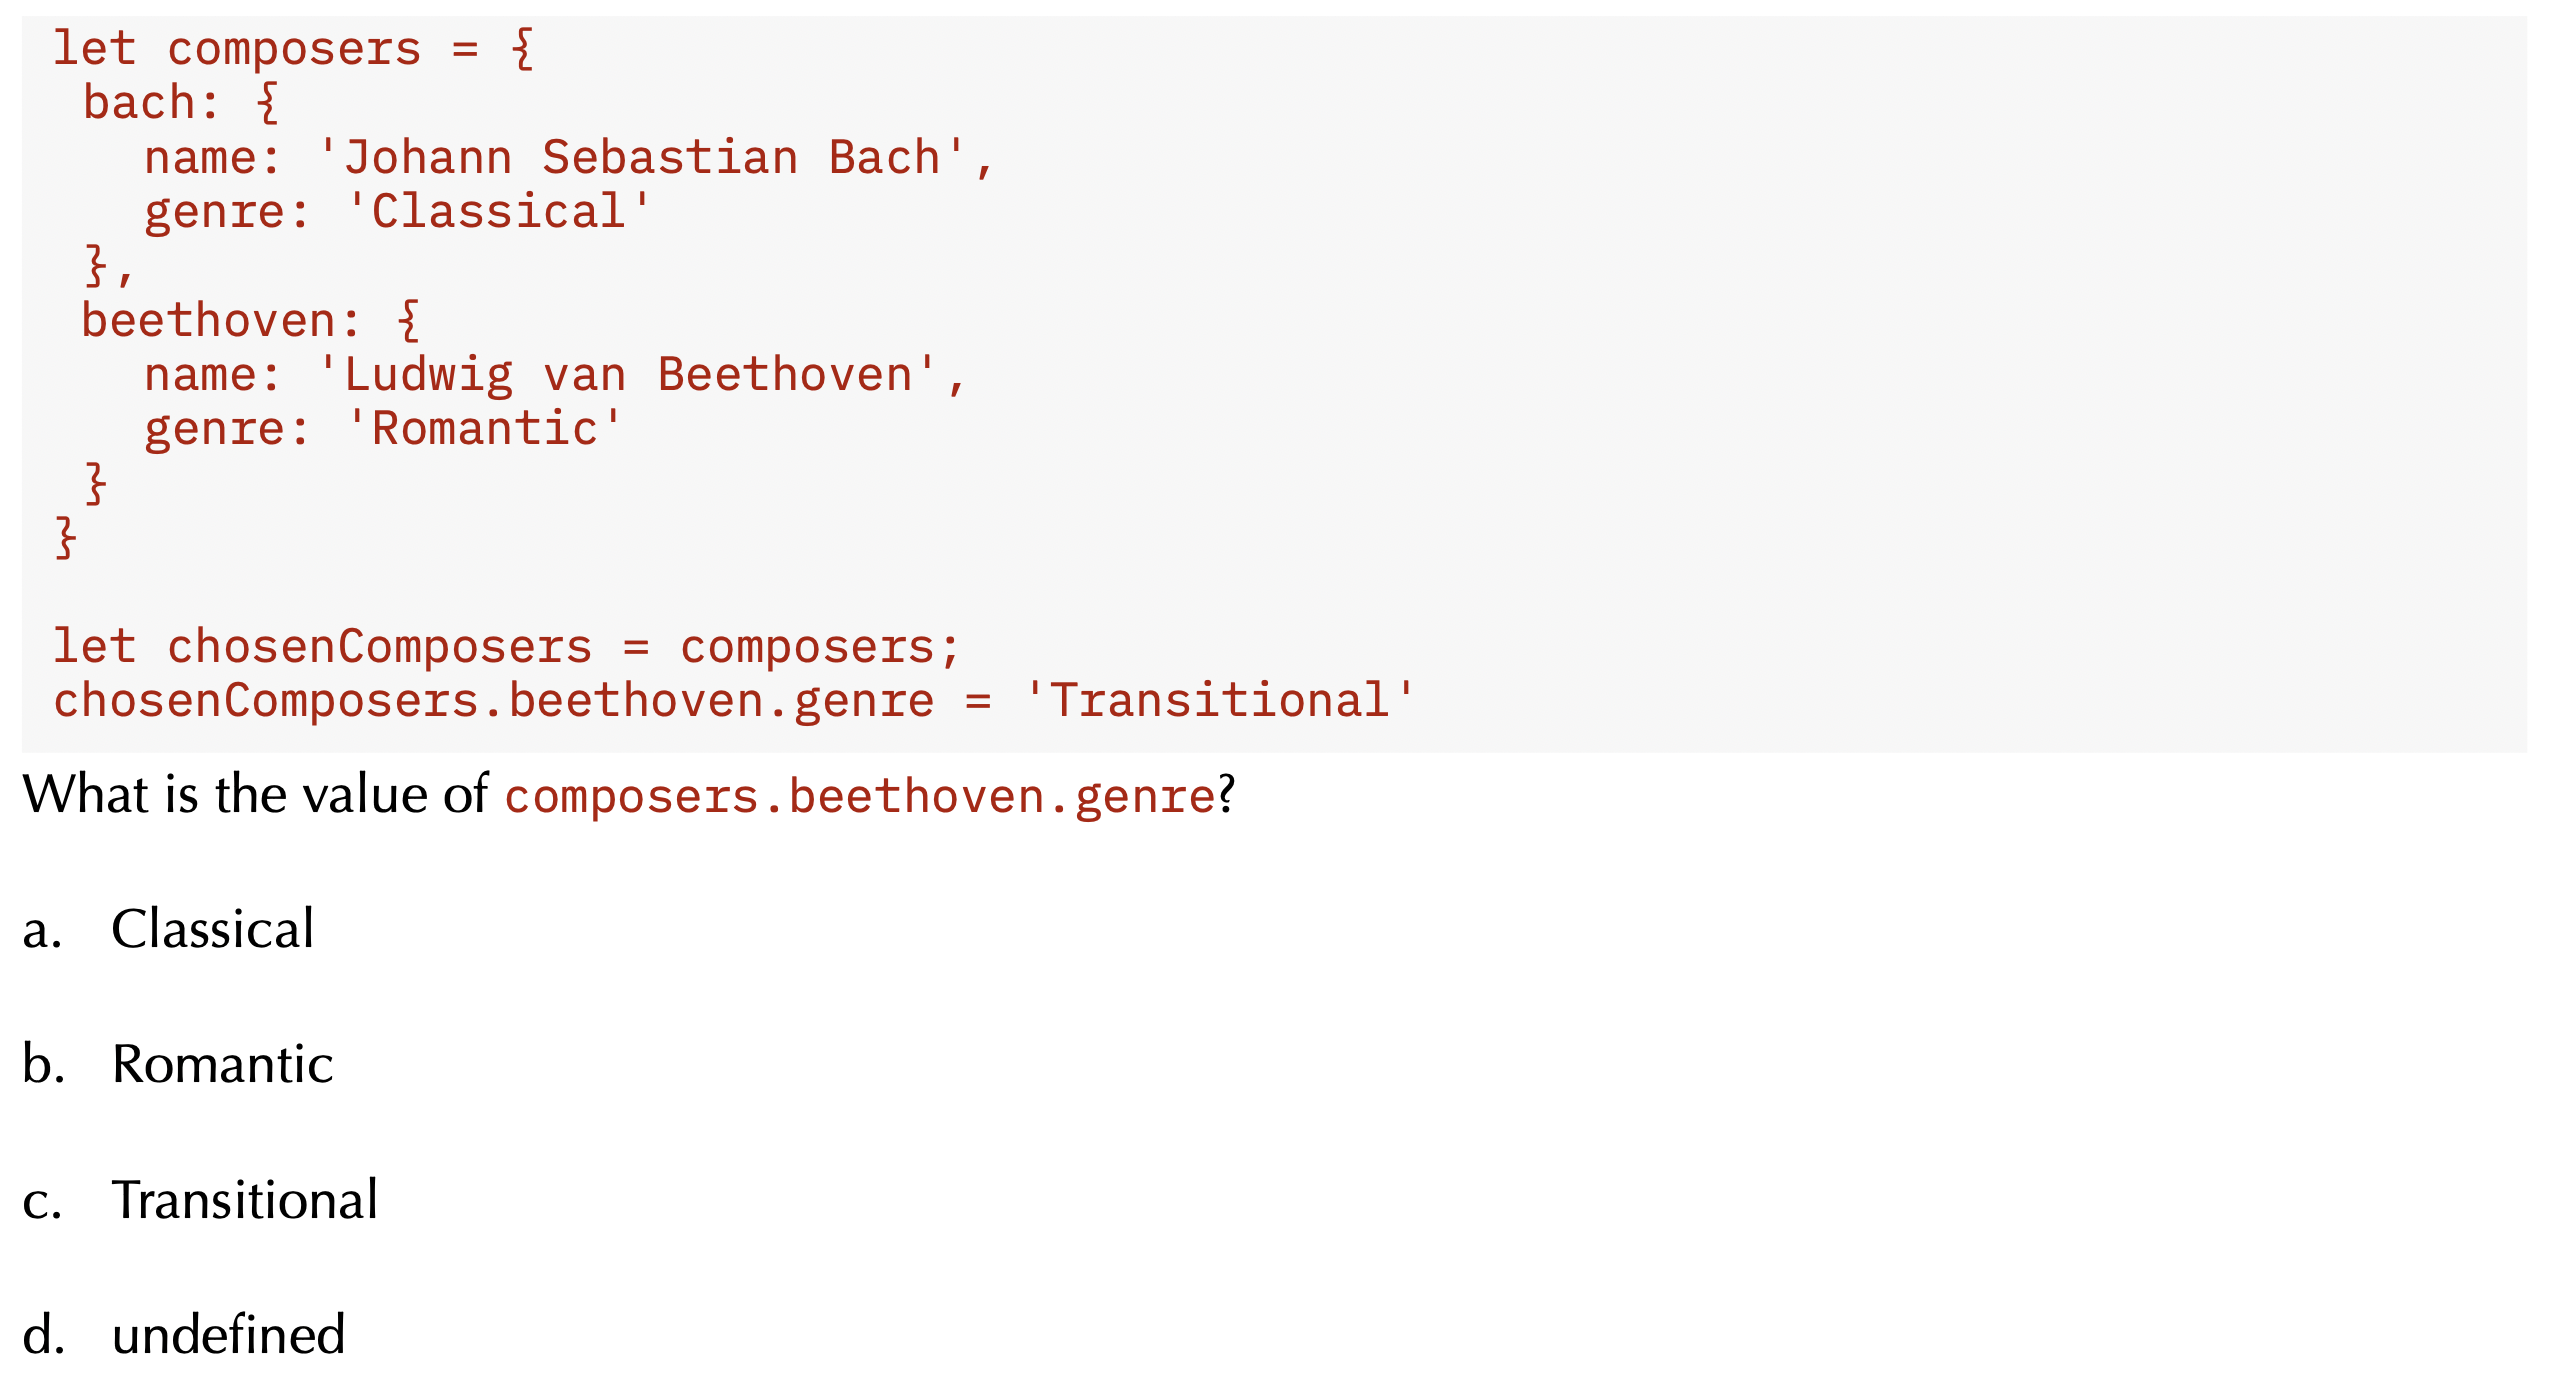 let composers = {
 bach: {
   name: 'Johann Sebastian Bach',
   genre: 'Classical'
 },
 beethoven: {
   name: 'Ludwig van Beethoven',
   genre: 'Romantic'
 }
}

let chosenComposers = composers;
chosenComposers.beethoven.genre = 'Transitional'
What is the value of composers.beethoven.genre?
a. Classical
b. Romantic
c. Transitional
d. undefined